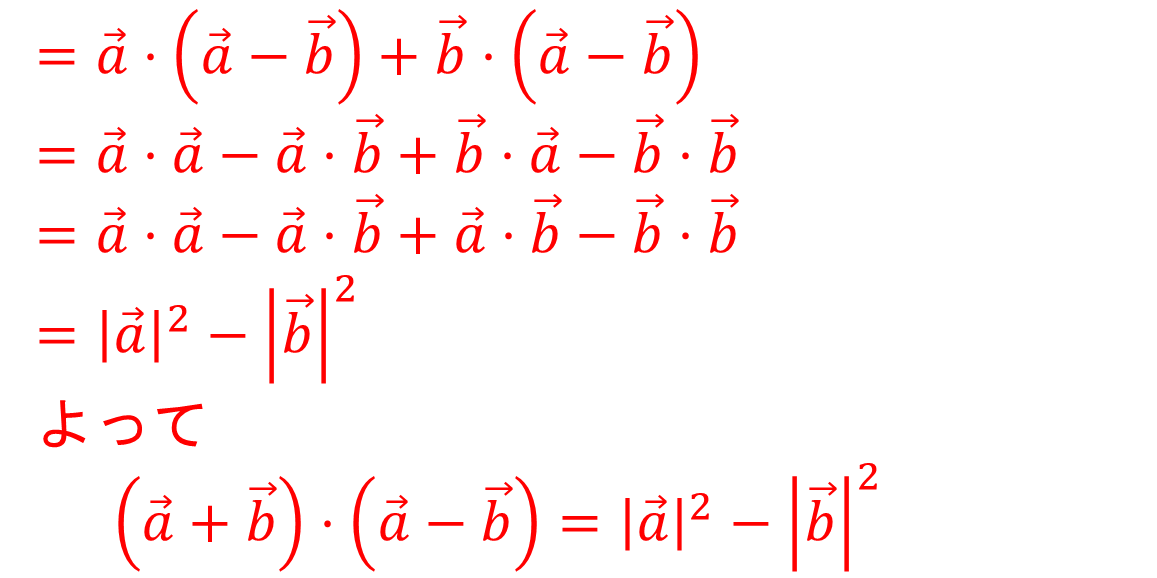 = a⃗ · (a⃗ − b⃗) + b⃗ · (a⃗ − b⃗)
= a⃗ · a⃗ − a⃗ · b⃗ + b⃗ · a⃗ − b⃗ · b⃗
= a⃗ · a⃗ − a⃗ · b⃗ + a⃗ · b⃗ − b⃗ · b⃗
= |a⃗|² − |b⃗|²
よって
(a⃗ + b⃗) · (a⃗ − b⃗) = |a⃗|² − |b⃗|²